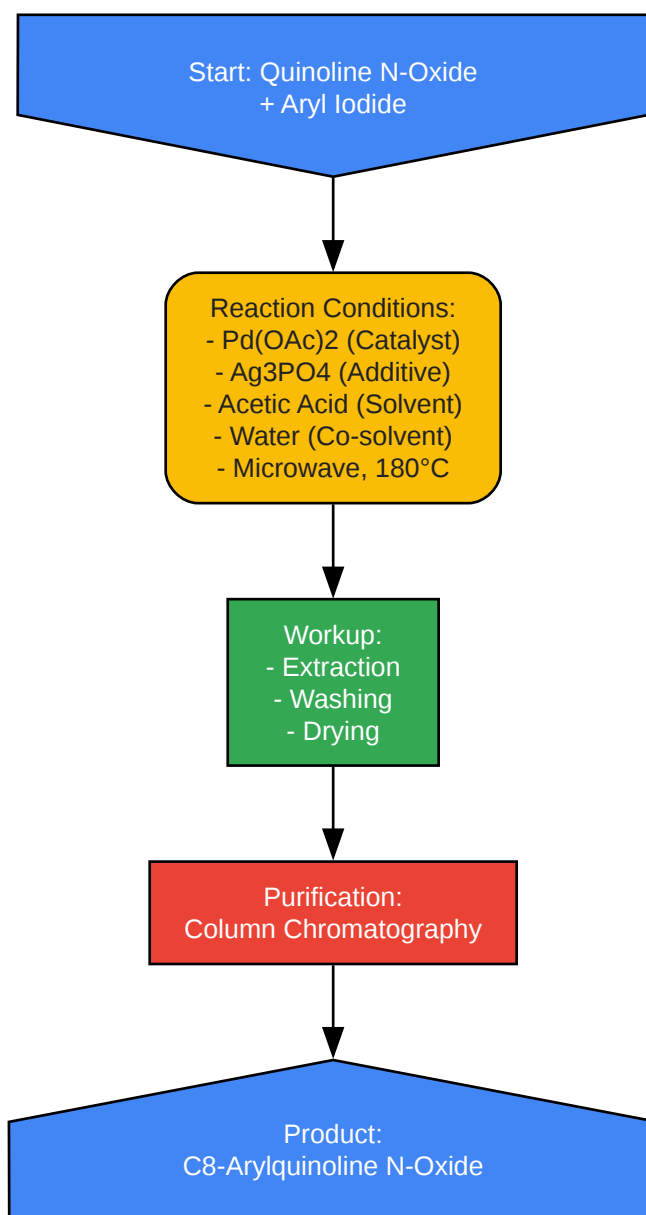 Start: Quinoline N-Oxide
+ Aryl Iodide
Reaction Conditions:
- Pd(OAc)2 (Catalyst)
- Ag3PO4 (Additive)
- Acetic Acid (Solvent)
- Water (Co-solvent)
- Microwave, 180°C
Workup:
- Extraction
- Washing
- Drying
Purification:
Column Chromatography
Product:
C8-Arylquinoline N-Oxide